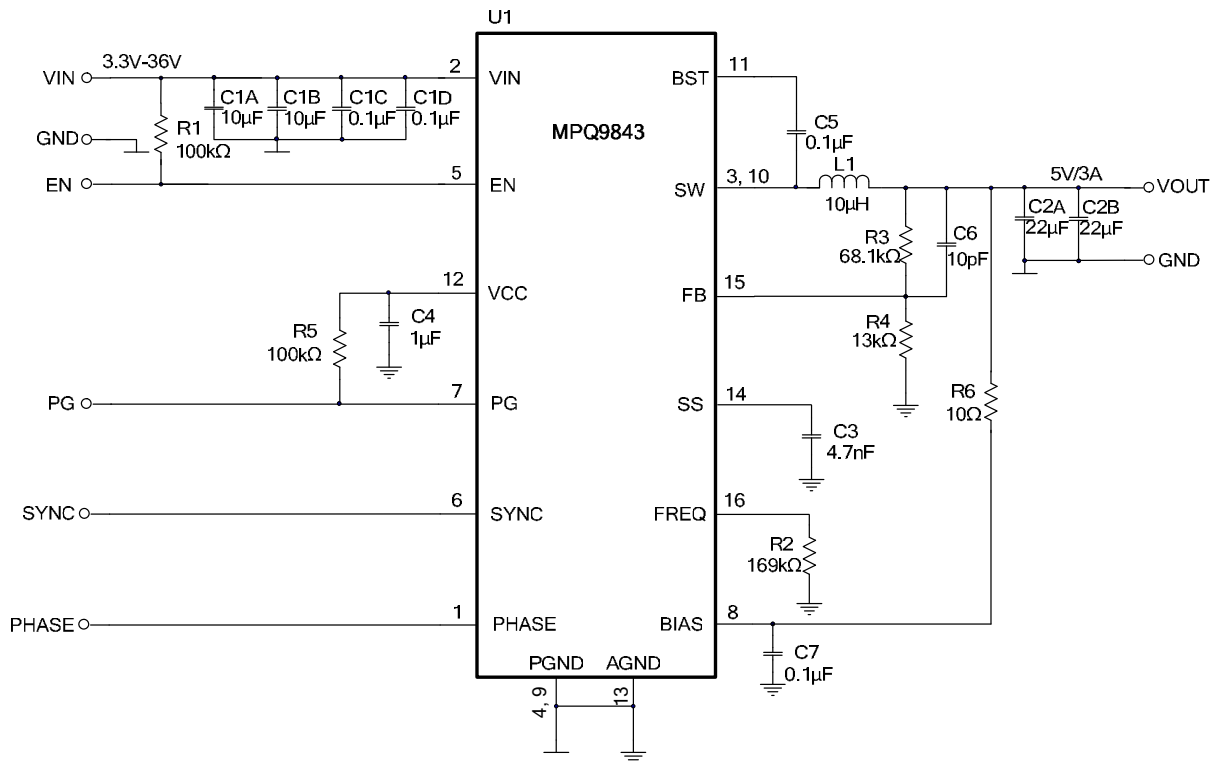 U1
MPQ9843
VIN
3.3V-36V
2
VIN
C1A
10µF
C1B
10µF
C1C
0.1µF
C1D
0.1µF
GND
R1
100kΩ
EN
5
EN
12
VCC
C4
1µF
R5
100kΩ
PG
7
PG
SYNC
6
SYNC
PHASE
1
PHASE
PGND
AGND
4, 9
13
BST
11
C5
0.1µF
SW
3, 10
L1
10µH
5V/3A
VOUT
R3
68.1kΩ
C6
10pF
C2A
22µF
C2B
22µF
GND
FB
15
R4
13kΩ
SS
14
C3
4.7nF
R6
10Ω
FREQ
16
R2
169kΩ
BIAS
8
C7
0.1µF